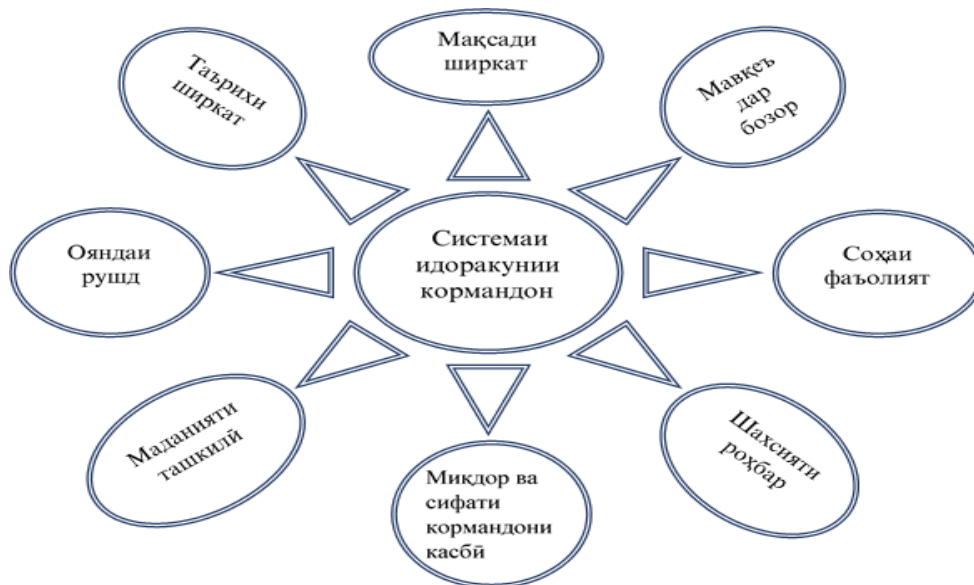 Мақсади
ширкат
Таърихи
ширкат
Мавқеъ
дар
бозор
Системаи
идоракунии
кормандон
Ояндаи
рушд
Соҳаи
фаъолият
Маданияти
ташкилӣ
Миқдор ва
сифати
кормандони
касбӣ
Шахсияти
роҳбар